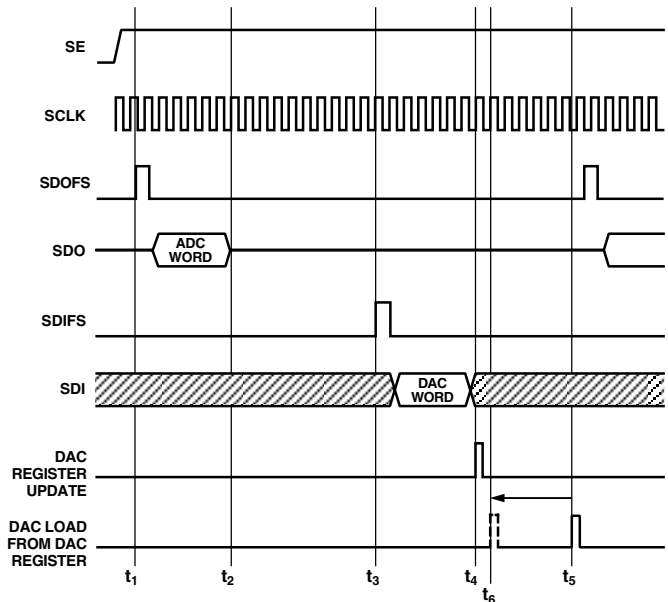 SE
SCLK
SDOFS
SDO
ADC
WORD
SDIFS
SDI
DAC
WORD
DAC
REGISTER
UPDATE
DAC LOAD
FROM DAC
REGISTER
t1
t2
t3
t4
t5
t6